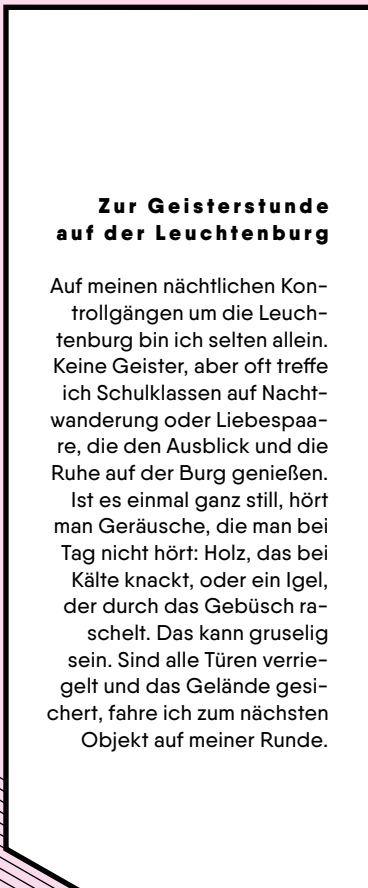 Zur Geisterstunde
auf der Leuchtenburg
Auf meinen nächtlichen Kon-
trollgängen um die Leuch-
tenburg bin ich selten allein.
Keine Geister, aber oft treffe
ich Schulklassen auf Nacht-
wanderung oder Liebespaa-
re, die den Ausblick und die
Ruhe auf der Burg genießen.
Ist es einmal ganz still, hört
man Geräusche, die man bei
Tag nicht hört: Holz, das bei
Kälte knackt, oder ein Igel,
der durch das Gebüsch ra-
schelt. Das kann gruselig
sein. Sind alle Türen verrie-
gelt und das Gelände gesi-
chert, fahre ich zum nächsten
Objekt auf meiner Runde.